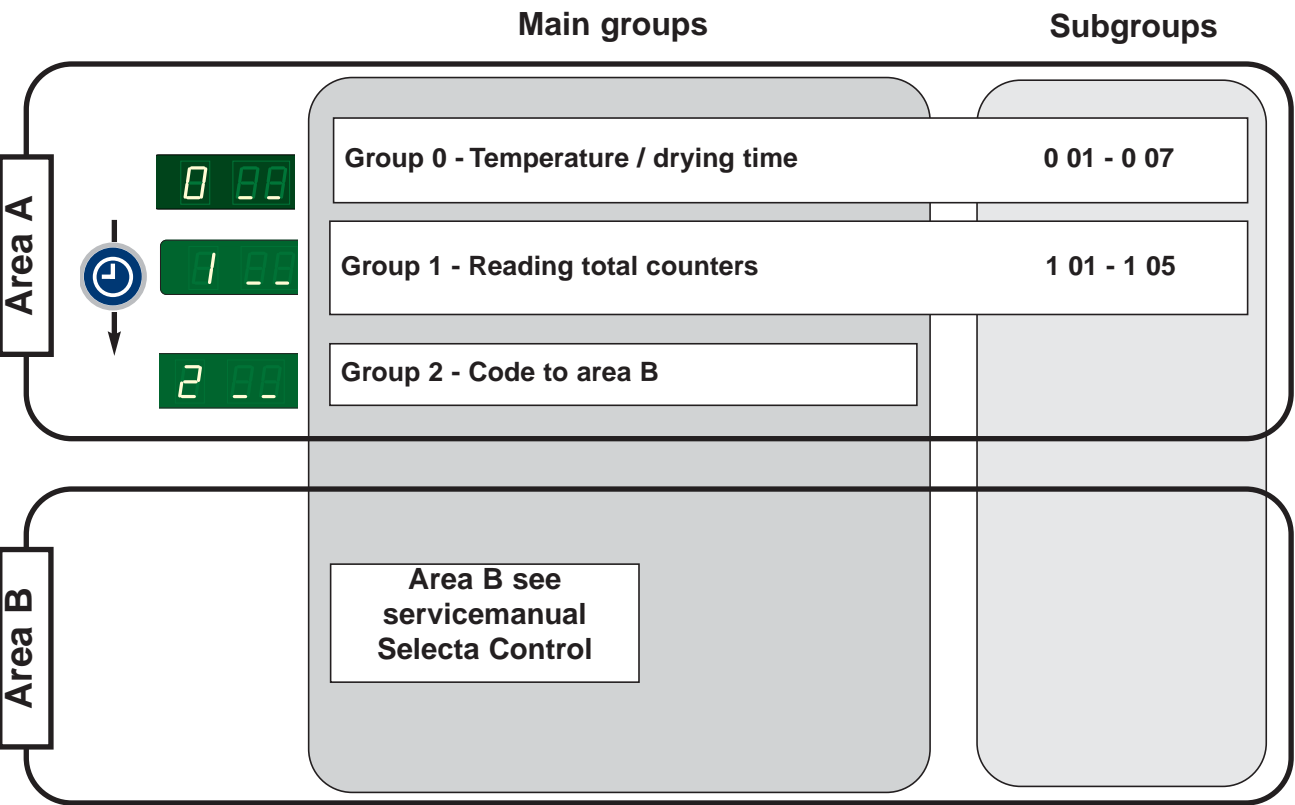 Main groups
Subgroups
Area A
0 _ _
Group 0 - Temperature / drying time
0 01 - 0 07
1 _ _
Group 1 - Reading total counters
1 01 - 1 05
2 _ _
Group 2 - Code to area B
Area B
Area B see
servicemanual
Selecta Control